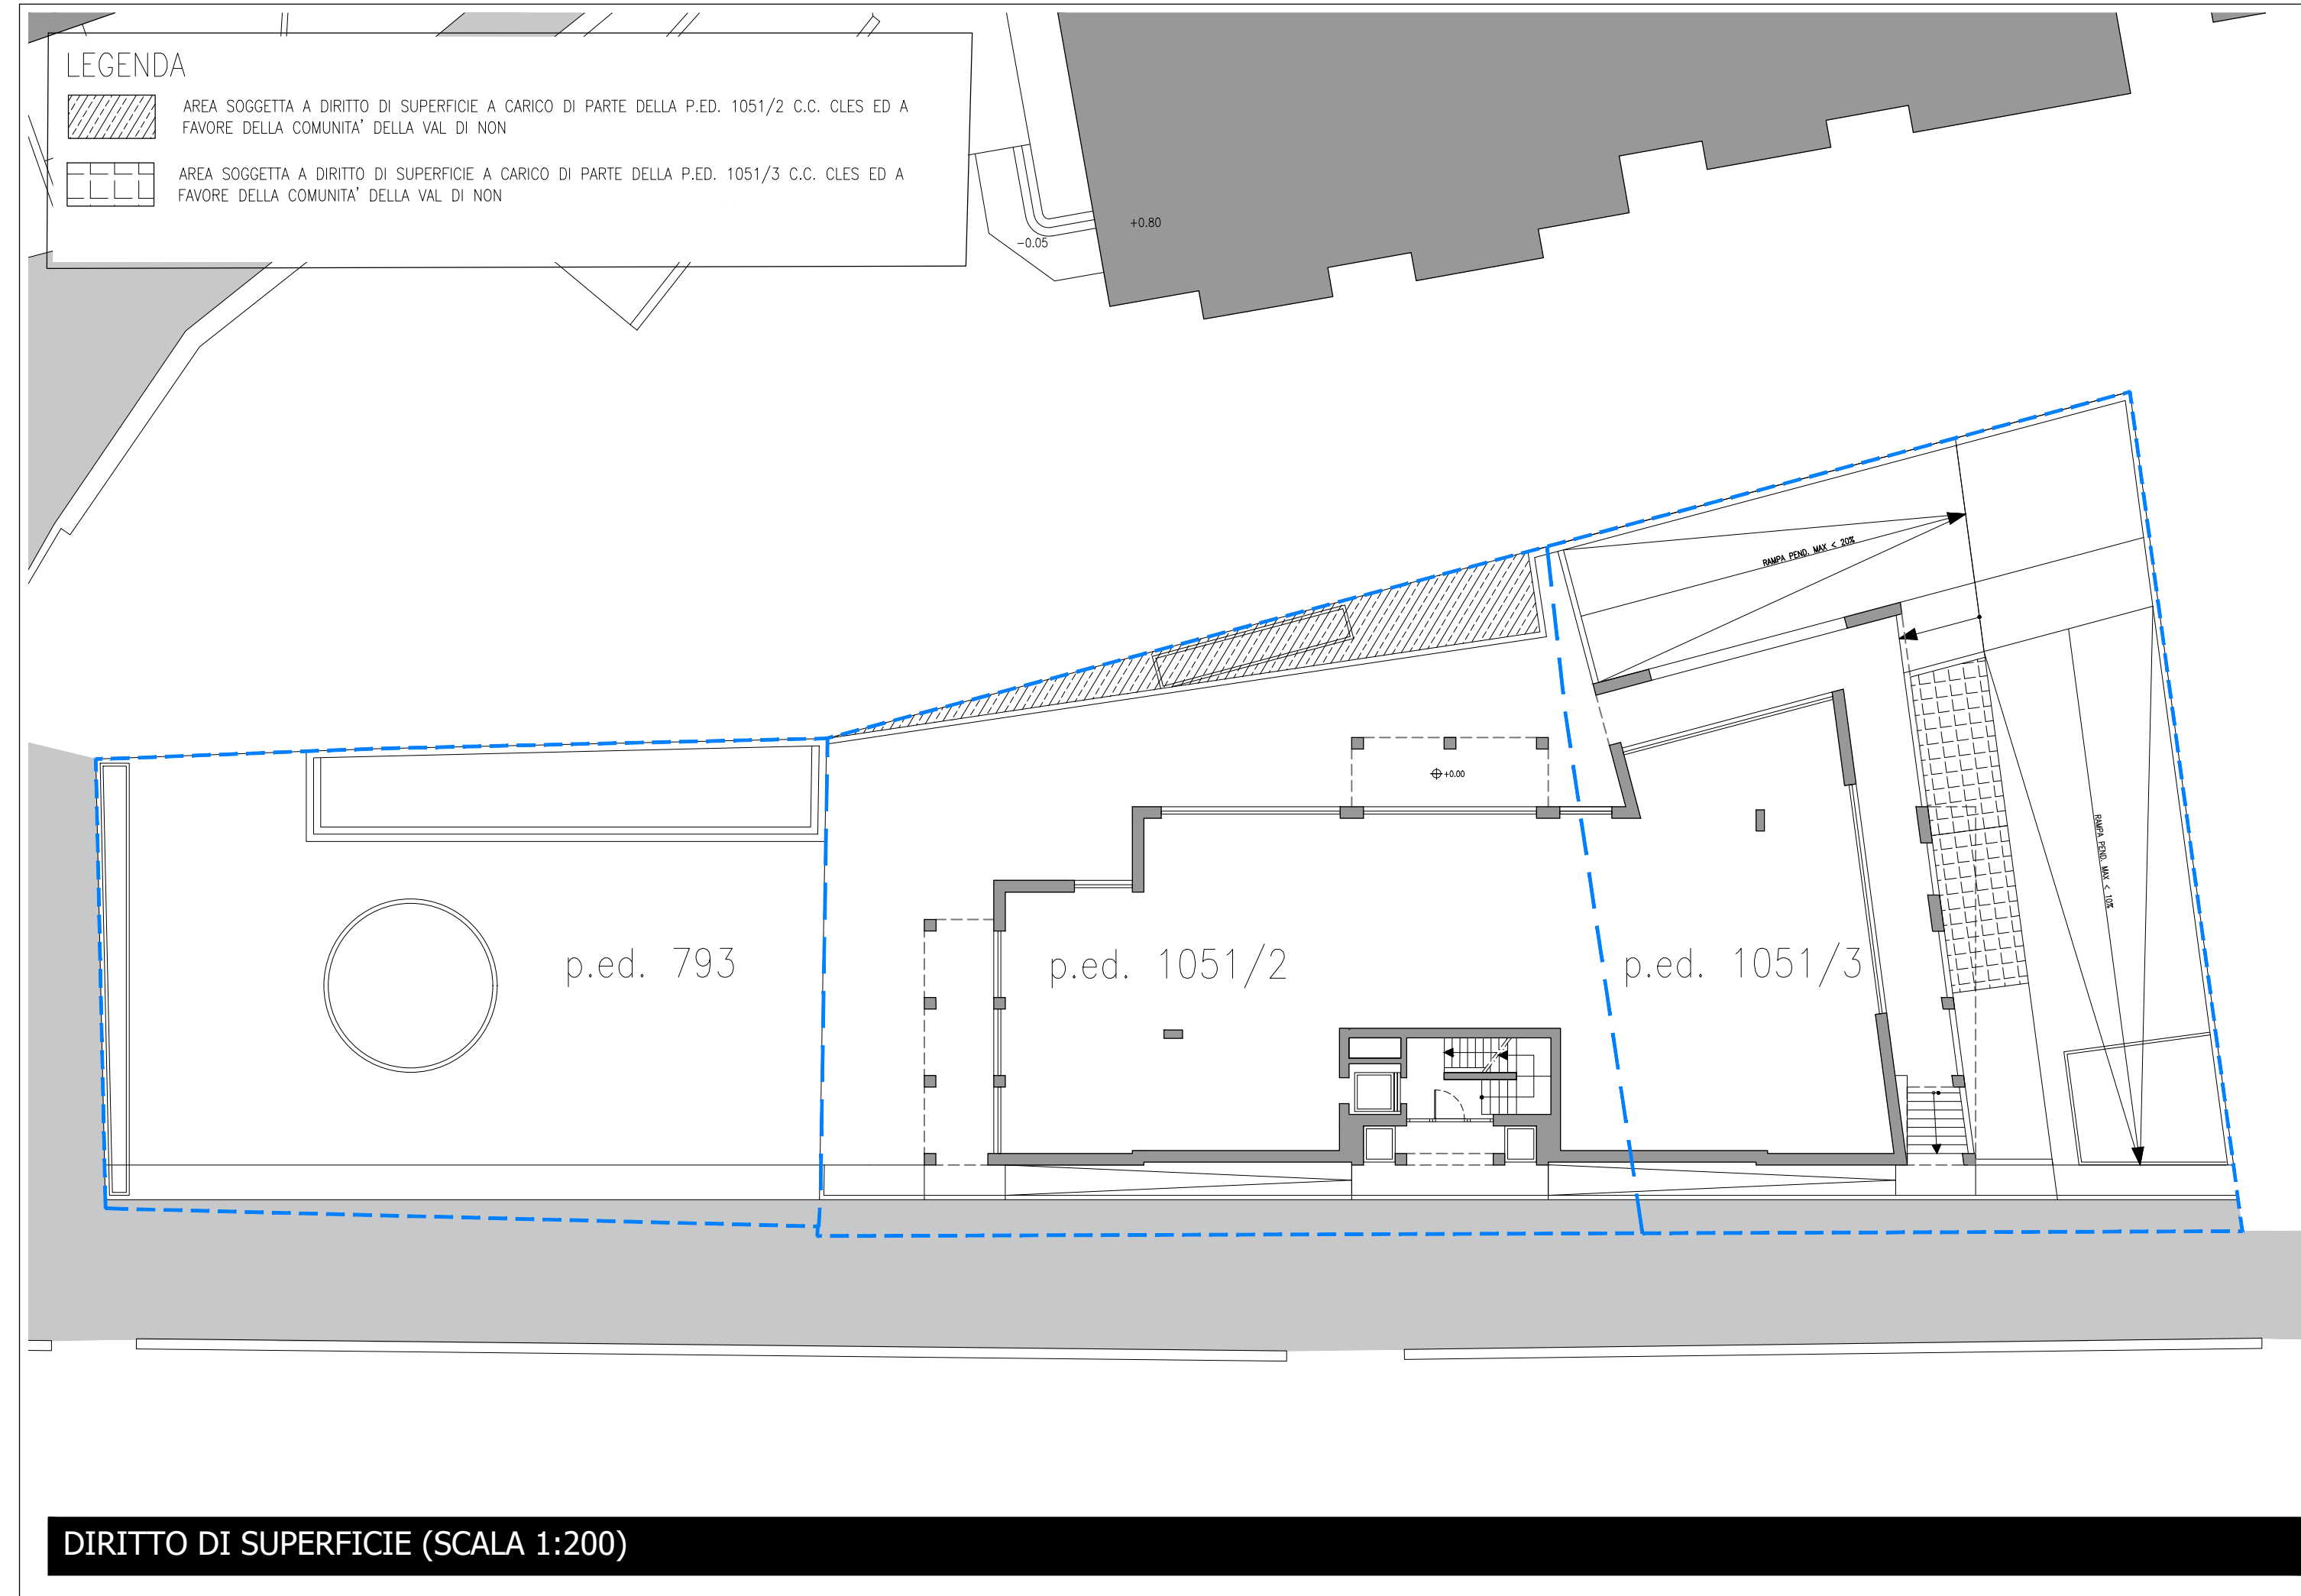 LEGENDA
AREA SOGGETTA A DIRITTO DI SUPERFICIE A CARICO DI PARTE DELLA P.ED. 1051/2 C.C. CLES ED A
FAVORE DELLA COMUNITA' DELLA VAL DI NON
AREA SOGGETTA A DIRITTO DI SUPERFICIE A CARICO DI PARTE DELLA P.ED. 1051/3 C.C. CLES ED A
FAVORE DELLA COMUNITA' DELLA VAL DI NON
+0.80
-0.05
RAMPA PEND. MAX < 20%
+0.00
RAMPA PEND. MAX < 10%
p.ed. 793
p.ed. 1051/2
p.ed. 1051/3
DIRITTO DI SUPERFICIE (SCALA 1:200)